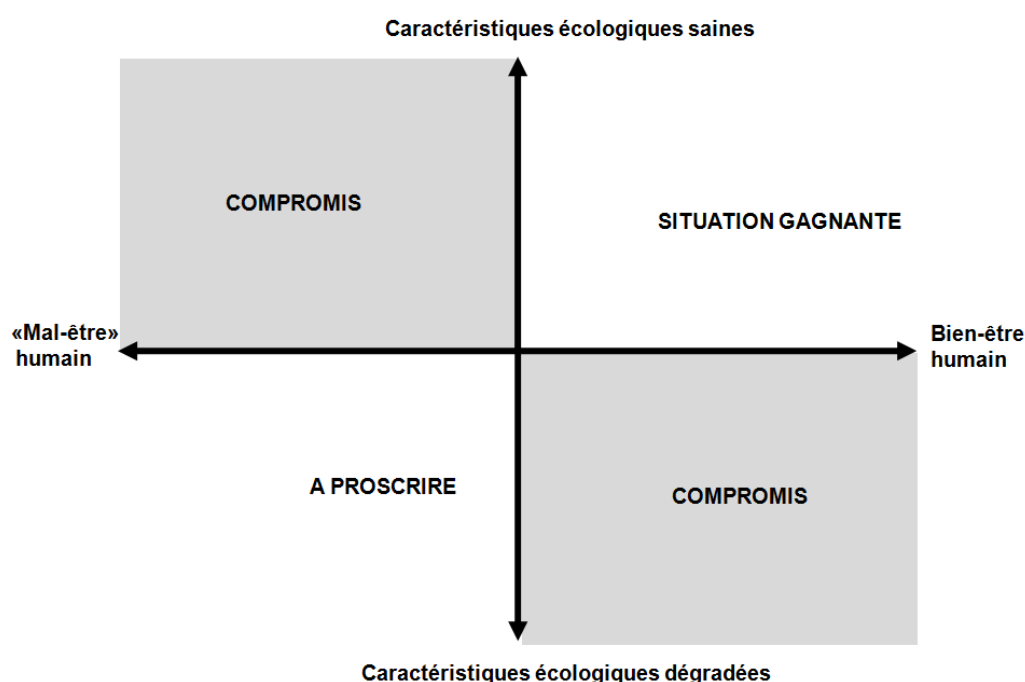 Caractéristiques écologiques saines
COMPROMIS
SITUATION GAGNANTE
«Mal-être»
humain
Bien-être
humain
A PROSCRIRE
COMPROMIS
Caractéristiques écologiques dégradées